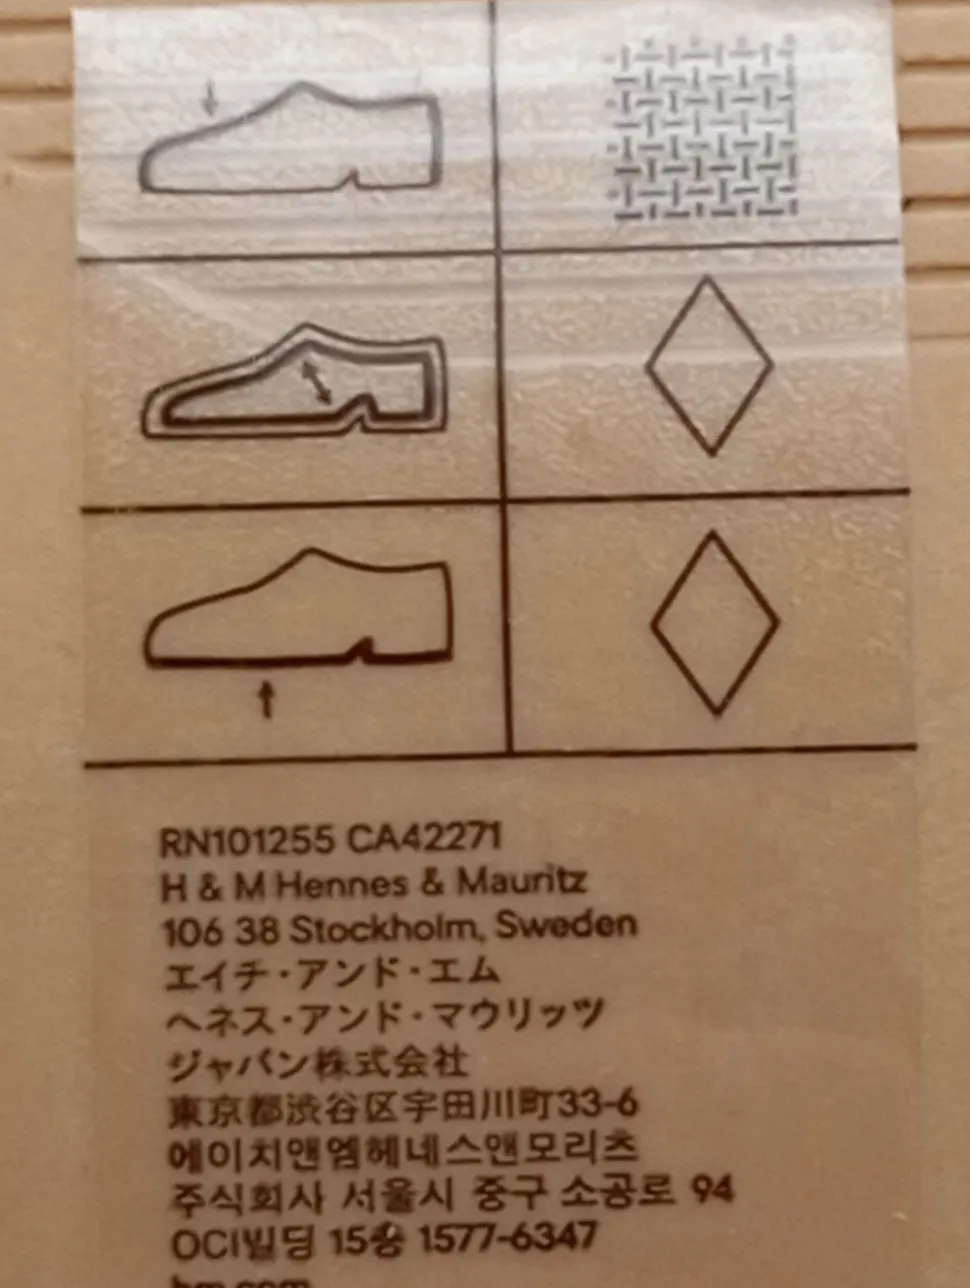 RN101255 CA42271
H & M Hennes & Mauritz
106 38 Stockholm, Sweden
エイチ・アンド・エム
ヘネス・アンド・マウリッツ
ジャパン株式会社
東京都渋谷区宇田川町33-6
에이치앤엠헤네스앤모리츠
주식회사 서울시 중구 소공로 94
OCI빌딩 15층 1577-6347
hm.com